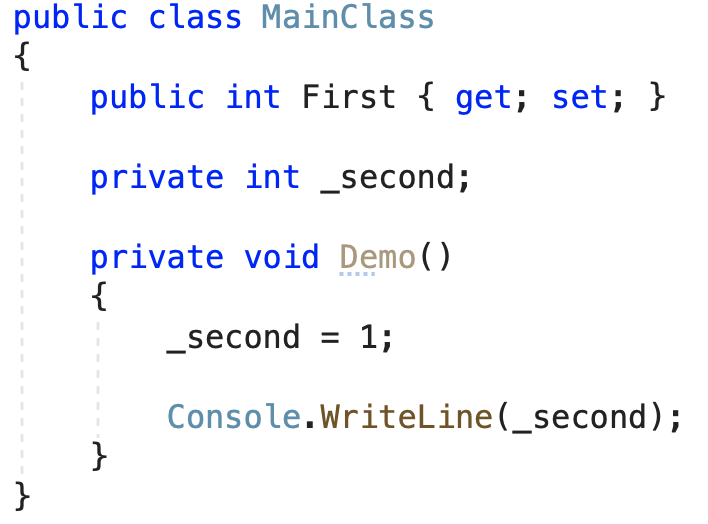 public class MainClass
{
    public int First { get; set; }
    private int _second;
    private void Demo()
    {
        _second = 1;
        Console.WriteLine(_second);
    }
}